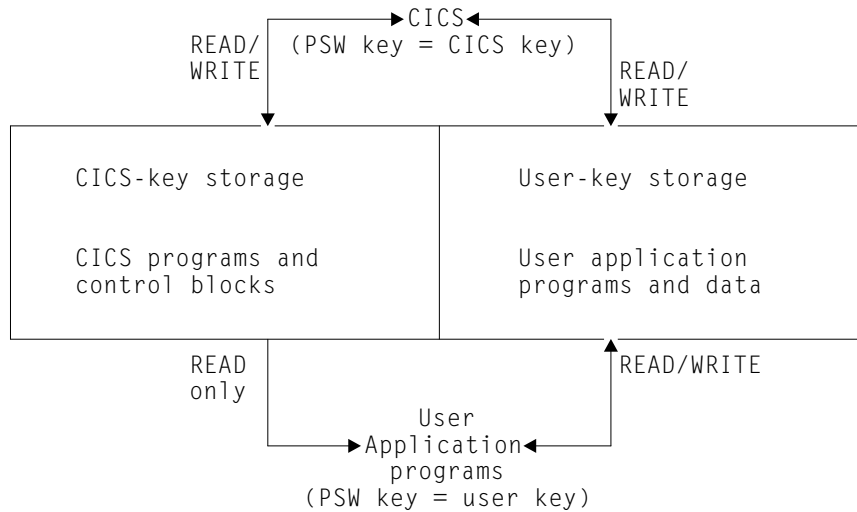 CICS
(PSW key = CICS key)
READ/
WRITE
READ/
WRITE
CICS-key storage
CICS programs and
control blocks
User-key storage
User application
programs and data
READ
only
READ/WRITE
User
Application
programs
(PSW key = user key)